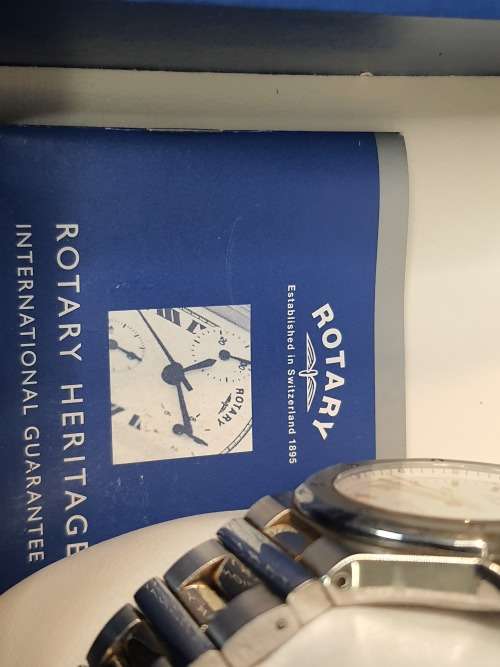 ROTARY
Established in Switzerland 1895
ROTARY
ROTARY HERITAGE
INTERNATIONAL GUARANTEE